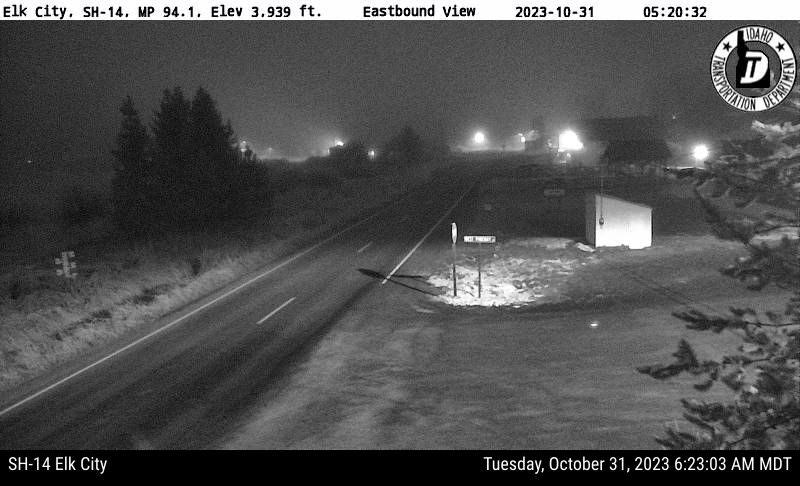 Elk City, SH-14, MP 94.1, Elev 3,939 ft. Eastbound View 2023-10-31 05:20:32
IDAHO
TRANSPORTATION DEPARTMENT
SH-14 Elk City
Tuesday, October 31, 2023 6:23:03 AM MDT